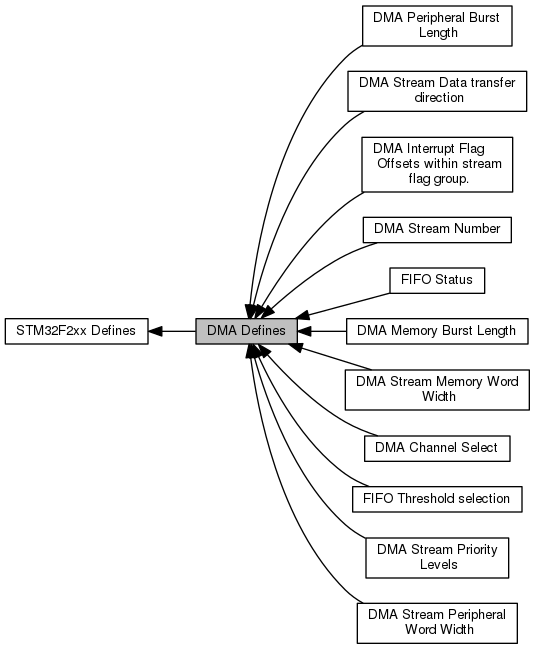 DMA Peripheral Burst
Length
DMA Stream Data transfer
direction
DMA Interrupt Flag
Offsets within stream
flag group.
DMA Stream Number
FIFO Status
STM32F2xx Defines
DMA Defines
DMA Memory Burst Length
DMA Stream Memory Word
Width
DMA Channel Select
FIFO Threshold selection
DMA Stream Priority
Levels
DMA Stream Peripheral
Word Width